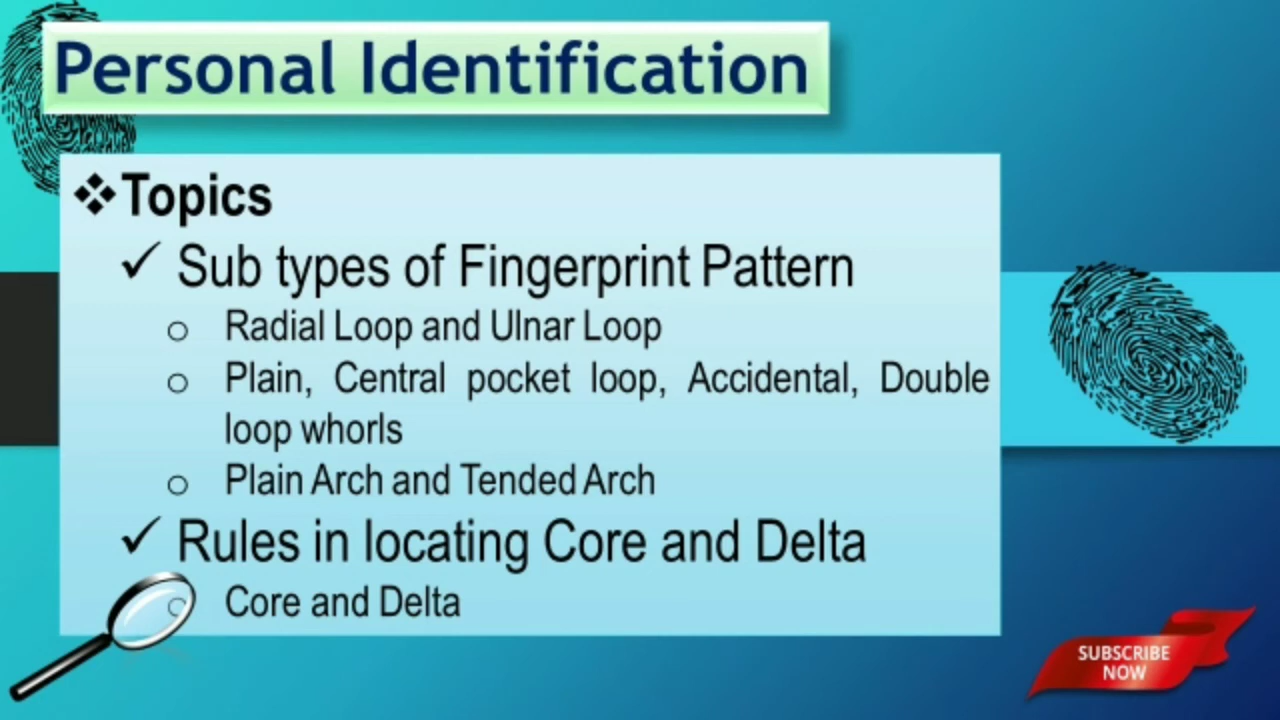 Personal Identification
Topics
Sub types of Fingerprint Pattern
Radial Loop and Ulnar Loop
Plain, Central pocket loop, Accidental, Double
loop whorls
Plain Arch and Tended Arch
Rules in locating Core and Delta
Core and Delta
SUBSCRIBE
NOW